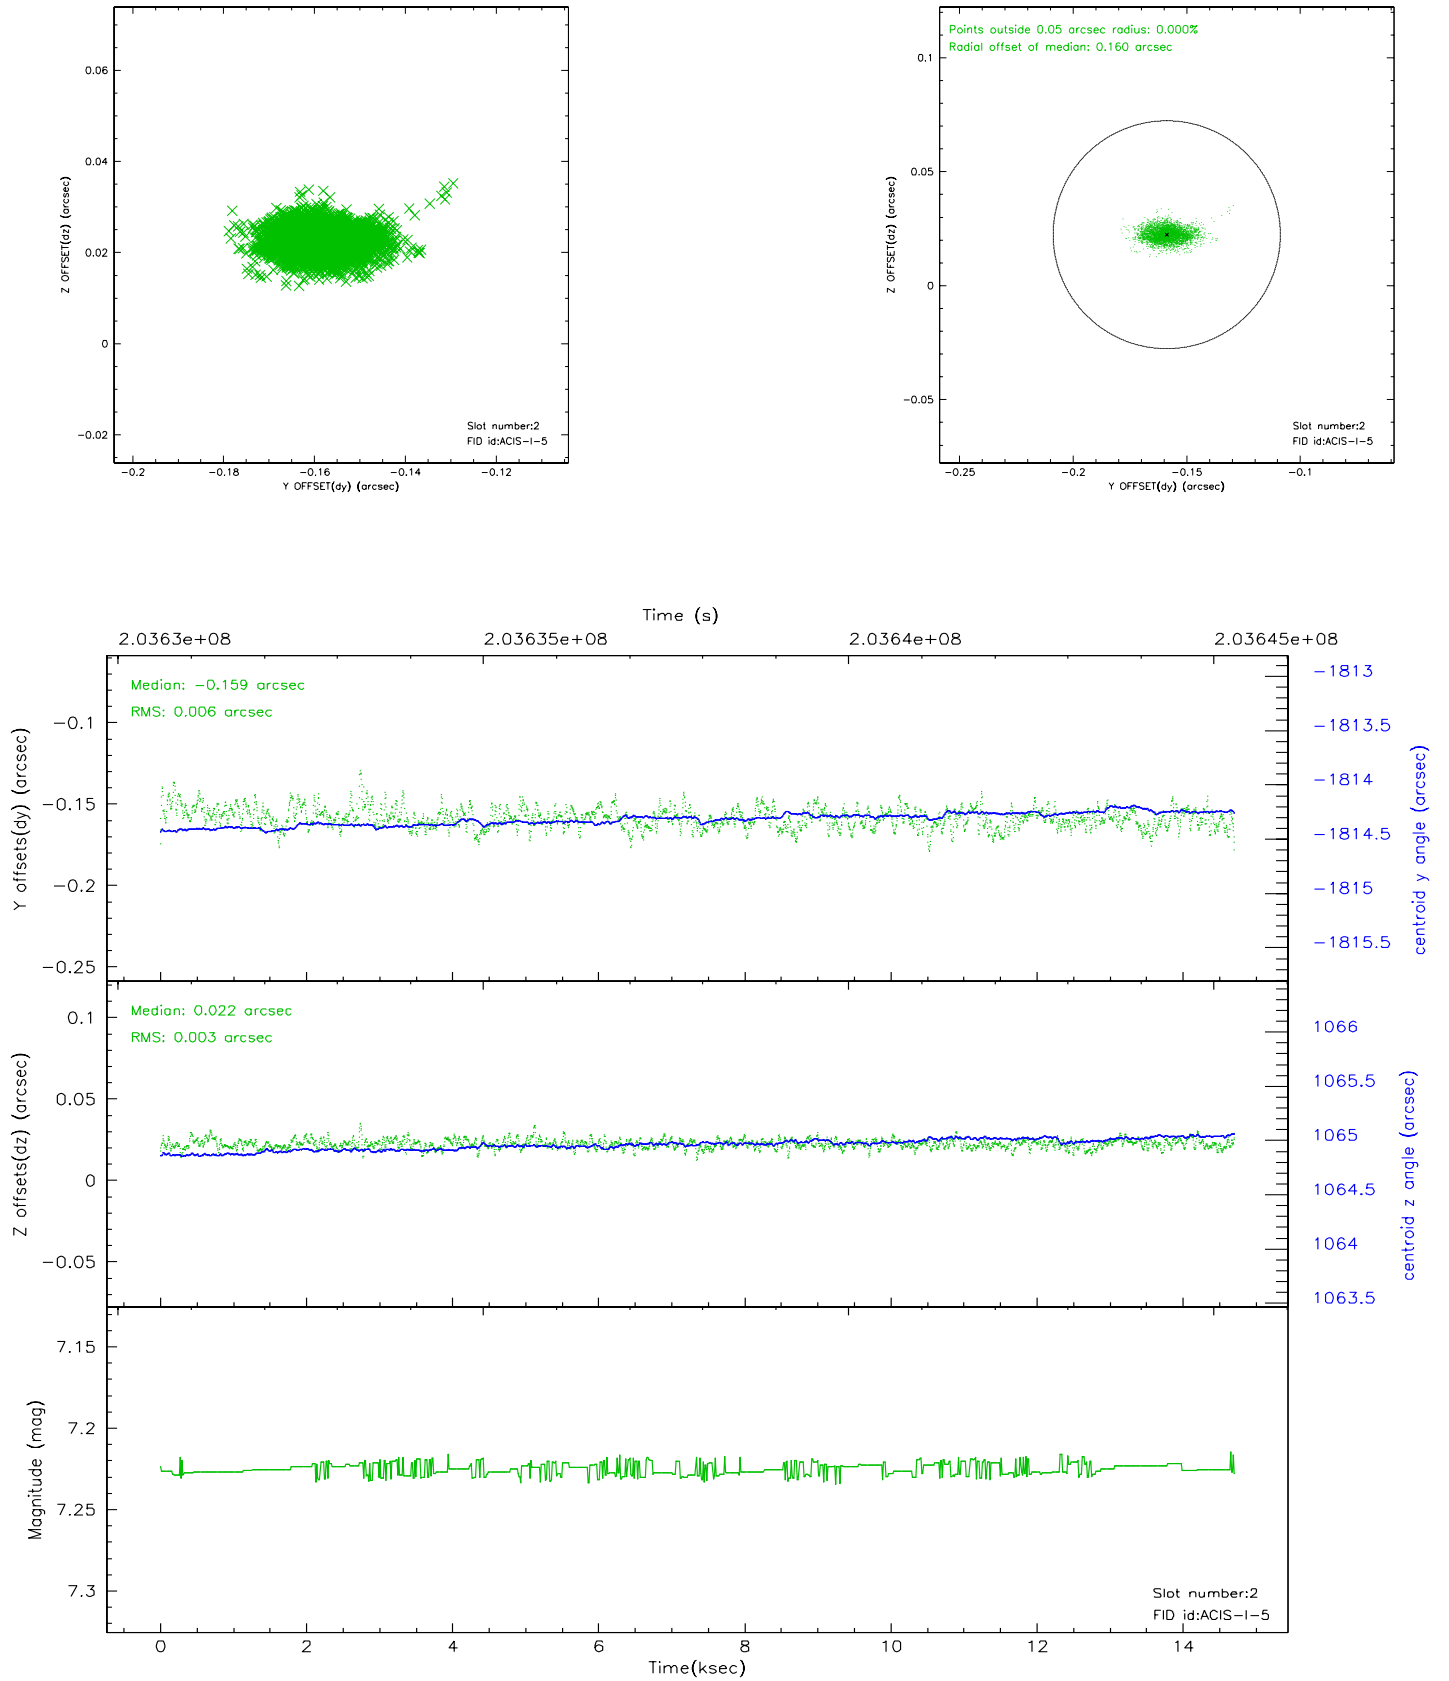 0.06
0.04
0.02
0
−0.02
Z OFFSET(dz) (arcsec)
Slot number:2
FID id:ACIS−I−5
−0.2 −0.18 −0.16 −0.14 −0.12
Y OFFSET(dy) (arcsec)
Points outside 0.05 arcsec radius: 0.000%
Radial offset of median: 0.160 arcsec
0.1
0.05
0
−0.05
Z OFFSET(dz) (arcsec)
Slot number:2
FID id:ACIS−I−5
−0.25 −0.2 −0.15 −0.1
Y OFFSET(dy) (arcsec)
Time (s)
2.0363e+08 2.03635e+08 2.0364e+08 2.03645e+08
Median: −0.159 arcsec
RMS: 0.006 arcsec
−0.1
−0.15
−0.2
−0.25
Y offsets(dy) (arcsec)
−1813
−1813.5
−1814
−1814.5
−1815
−1815.5
centroid y angle (arcsec)
Median: 0.022 arcsec
RMS: 0.003 arcsec
0.1
0.05
0
−0.05
Z offsets(dz) (arcsec)
1066
1065.5
1065
1064.5
1064
1063.5
centroid z angle (arcsec)
7.15
7.2
7.25
7.3
Magnitude (mag)
Slot number:2
FID id:ACIS−I−5
0 2 4 6 8 10 12 14
Time(ksec)